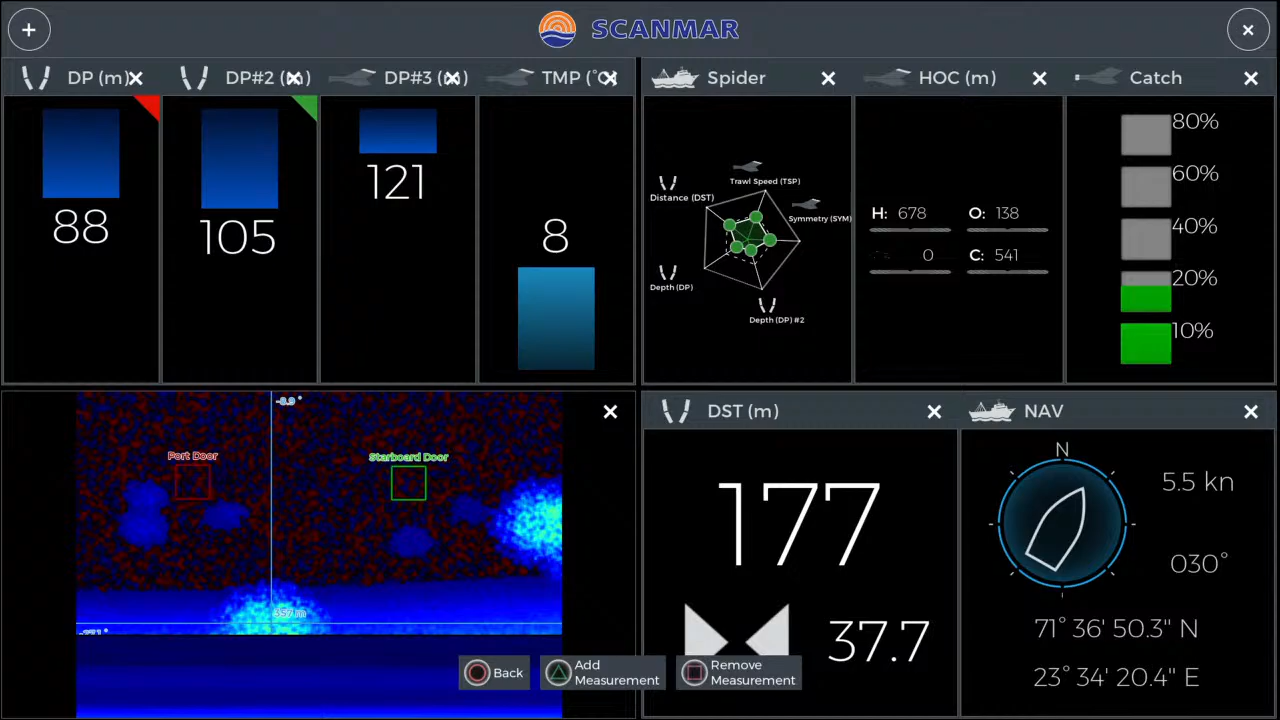 SCANMAR
DP (m)
DP#2 (m)
DP#3 (m)
TMP (°C)
Spider
HOC (m)
Catch
88
105
121
8
Trawl Speed (TSP)
Distance (DST)
Symmetry (SYM)
Depth (DP)
Depth (DP) #2
H: 678
O: 138
0
C: 541
80%
60%
40%
20%
10%
DST (m)
NAV
Port Door
Starboard Door
357 m
177
37.7
N
5.5 kn
030°
71° 36' 50.3" N
23° 34' 20.4" E
Back
Add
Measurement
Remove
Measurement